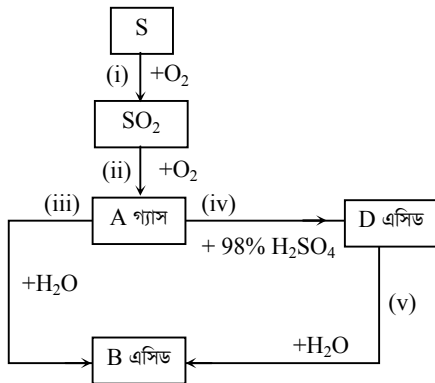 S
(i) +O₂
SO₂
(ii) +O₂
(iii) A গ্যাস (iv) D এসিড
+ 98% H₂SO₄
+H₂O (v)
+H₂O
B এসিড